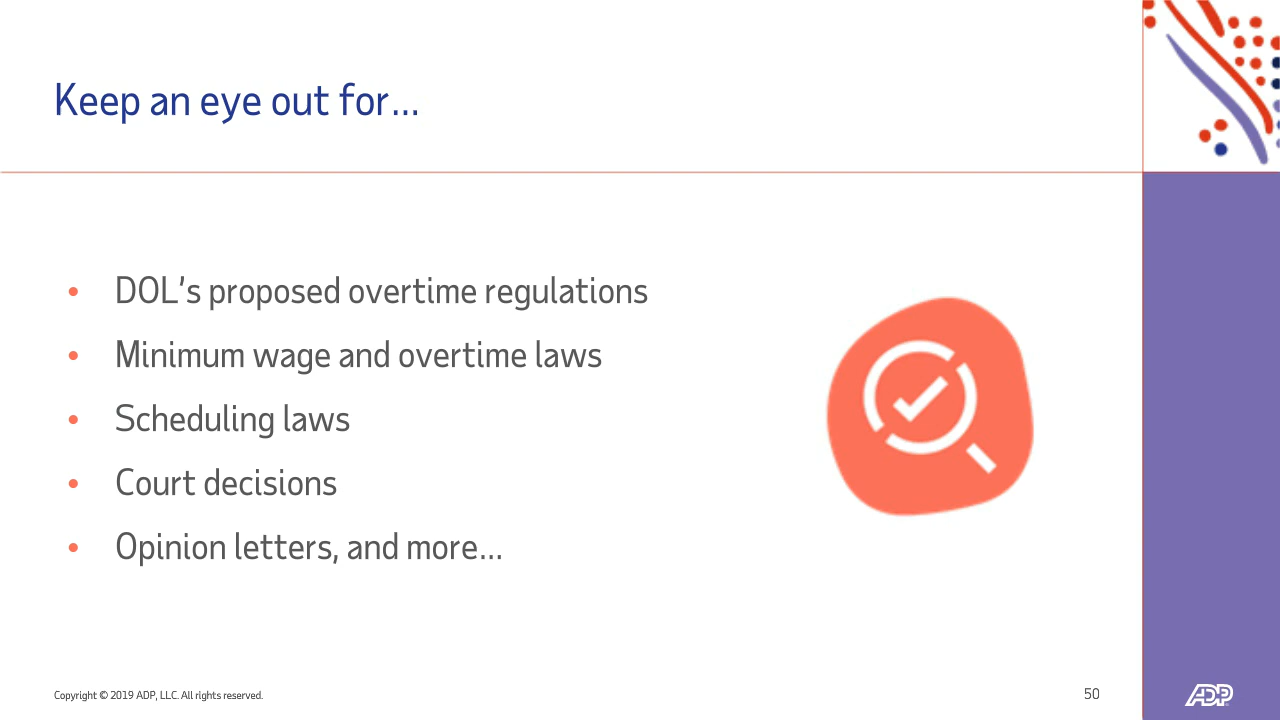 Keep an eye out for...
• DOL's proposed overtime regulations
• Minimum wage and overtime laws
• Scheduling laws
• Court decisions
• Opinion letters, and more...
Copyright © 2019 ADP, LLC. All rights reserved.
50
ADP